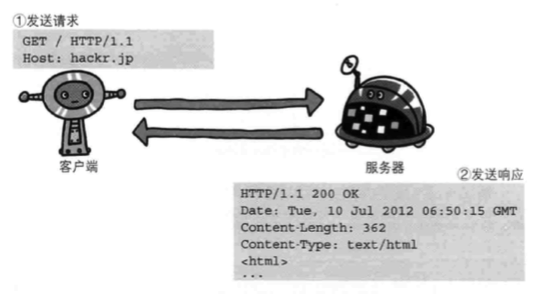 ①发送请求
GET / HTTP/1.1
Host: hackr.jp
客户端
服务器
②发送响应
HTTP/1.1 200 OK
Date: Tue, 10 Jul 2012 06:50:15 GMT
Content-Length: 362
Content-Type: text/html
<html>
...